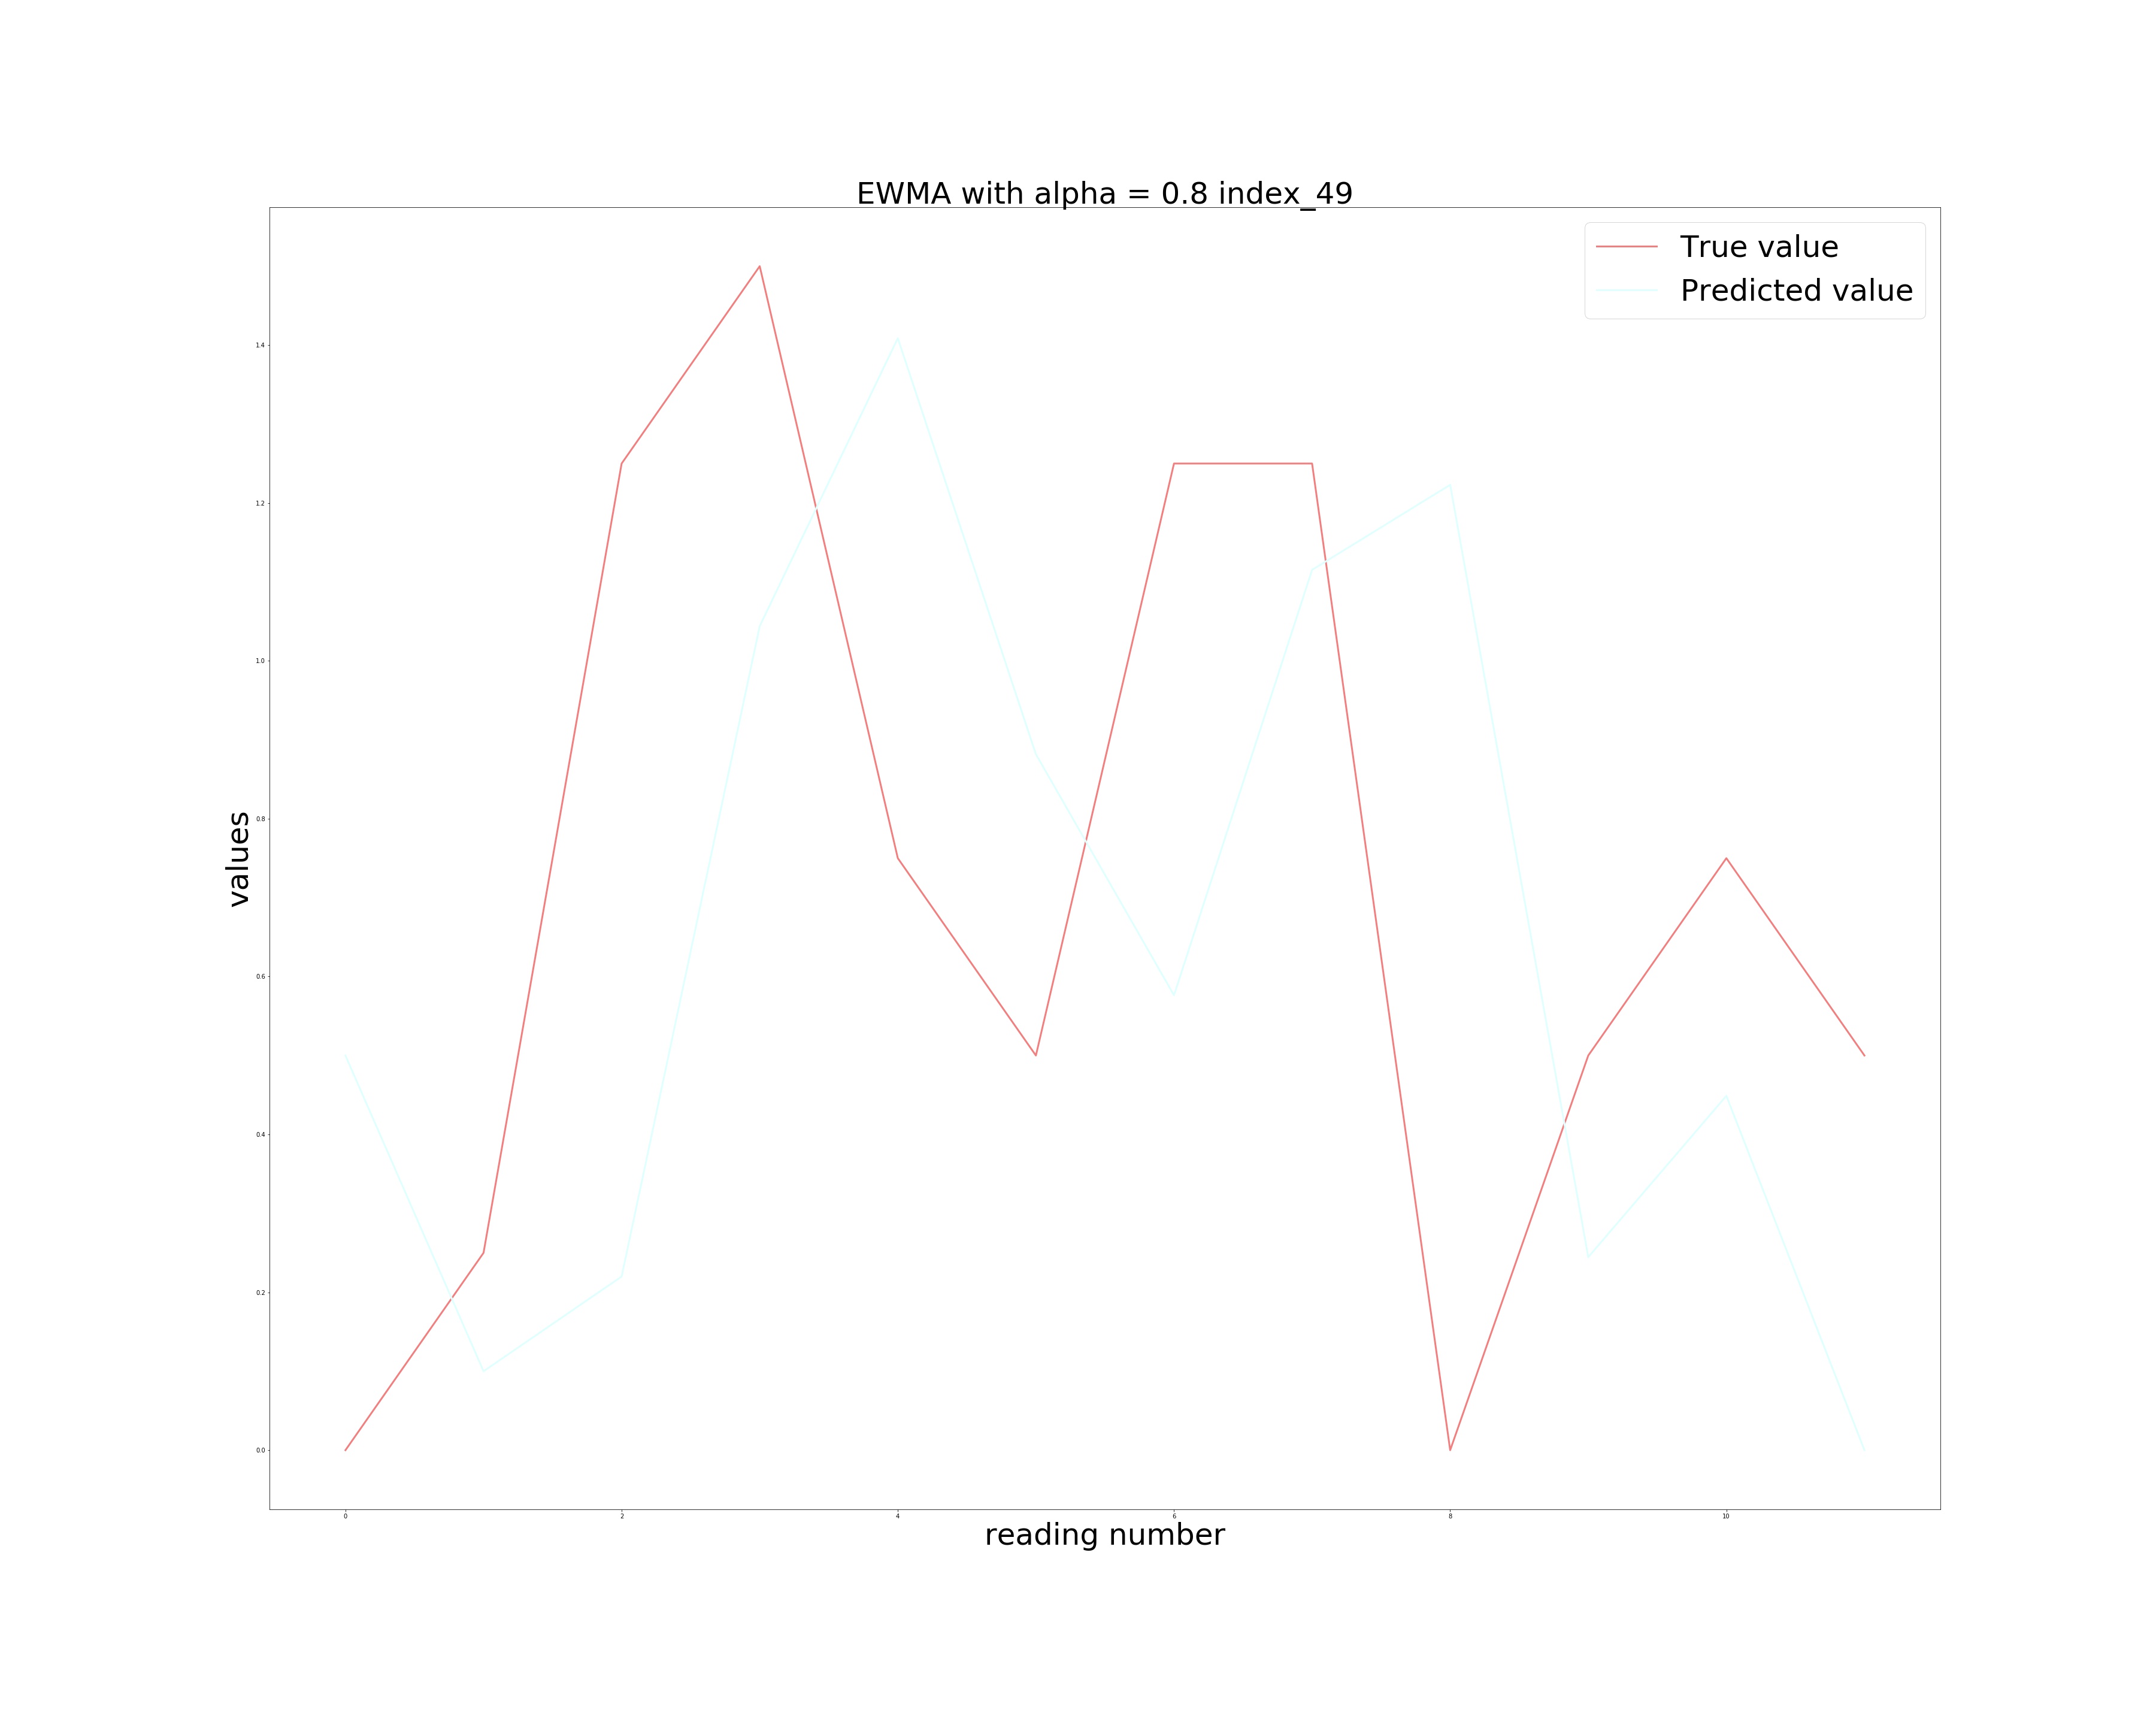 EWMA with alpha = 0.8 index_49
True value
Predicted value
1.4
1.2
1.0
0.8
0.6
0.4
0.2
0.0
values
0 2 4 6 8 10
reading number